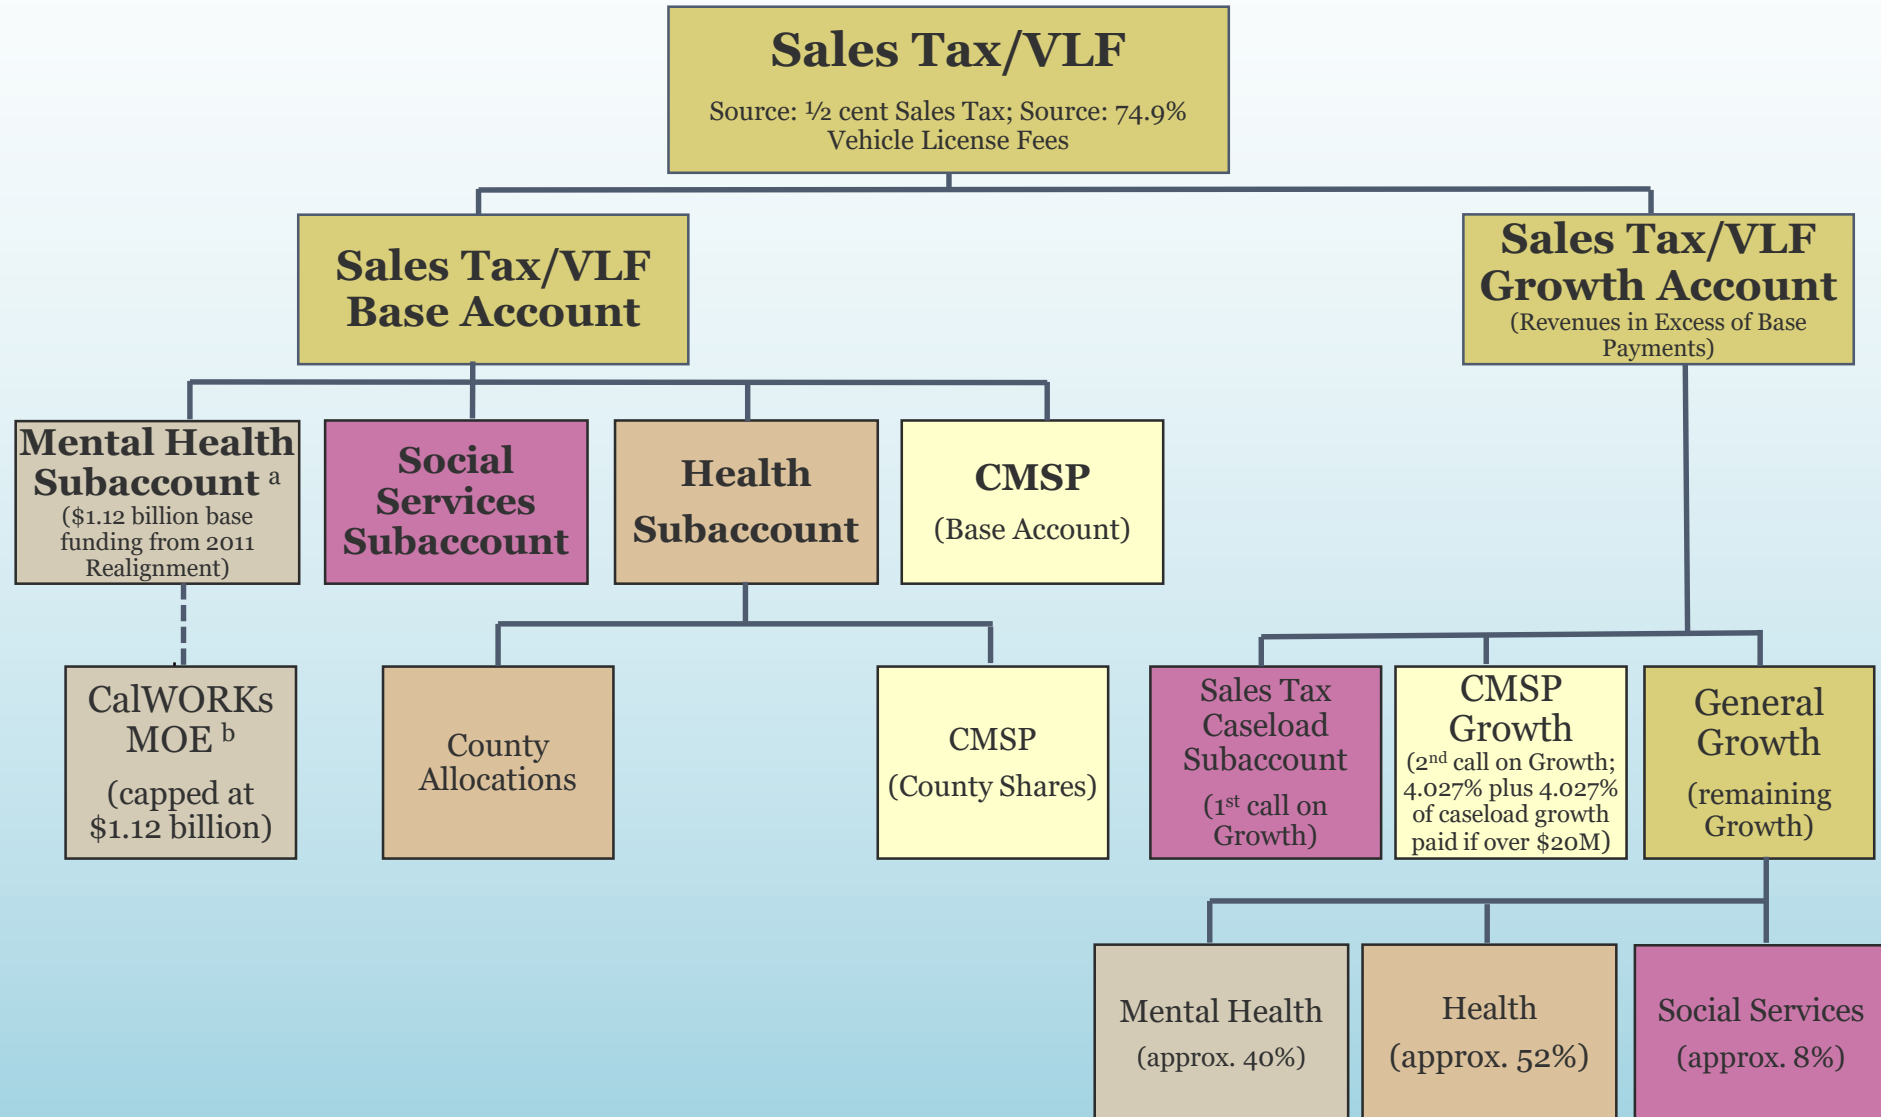 Sales Tax/VLF
Source: ½ cent Sales Tax; Source: 74.9%
Vehicle License Fees
Sales Tax/VLF
Base Account
Sales Tax/VLF
Growth Account
(Revenues in Excess of Base
Payments)
Mental Health
Subaccount a
($1.12 billion base
funding from 2011
Realignment)
Social
Services
Subaccount
Health
Subaccount
CMSP
(Base Account)
CalWORKs
MOE b
(capped at
$1.12 billion)
County
Allocations
CMSP
(County Shares)
Sales Tax
Caseload
Subaccount
(1st call on
Growth)
CMSP
Growth
(2nd call on Growth;
4.027% plus 4.027%
of caseload growth
paid if over $20M)
General
Growth
(remaining
Growth)
Mental Health
(approx. 40%)
Health
(approx. 52%)
Social Services
(approx. 8%)